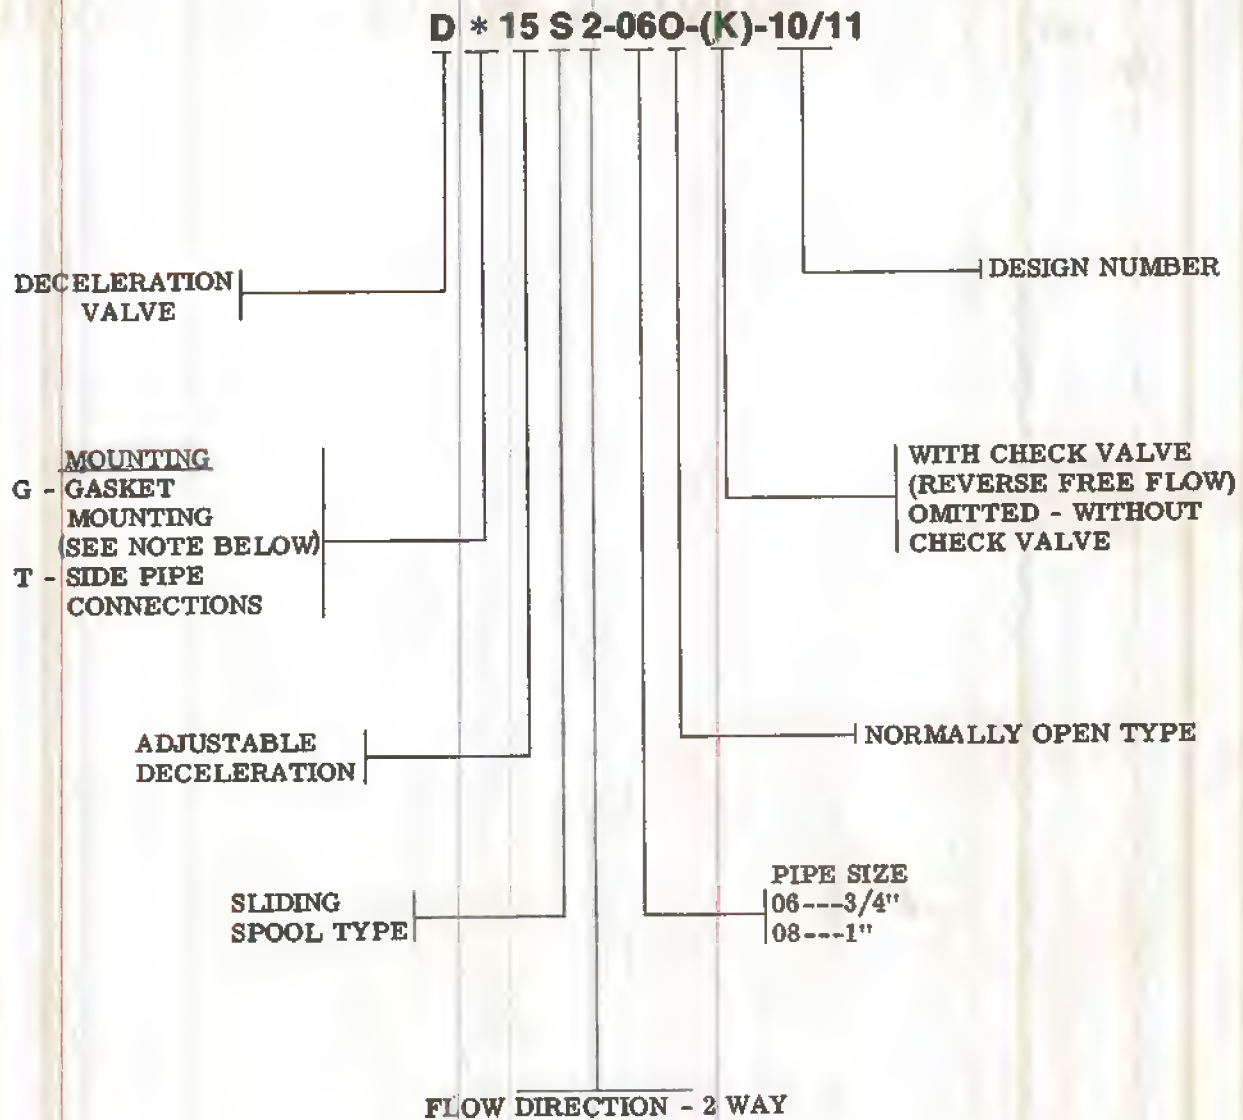 D * 15 S 2-06O-(K)-10/11
DESIGN NUMBER
DECELERATION
VALVE
MOUNTING
G - GASKET
MOUNTING
(SEE NOTE BELOW)
T - SIDE PIPE
CONNECTIONS
WITH CHECK VALVE
(REVERSE FREE FLOW)
OMITTED - WITHOUT
CHECK VALVE
ADJUSTABLE
DECELERATION
NORMALLY OPEN TYPE
SLIDING
SPOOL TYPE
PIPE SIZE
06---3/4"
08---1"
FLOW DIRECTION - 2 WAY